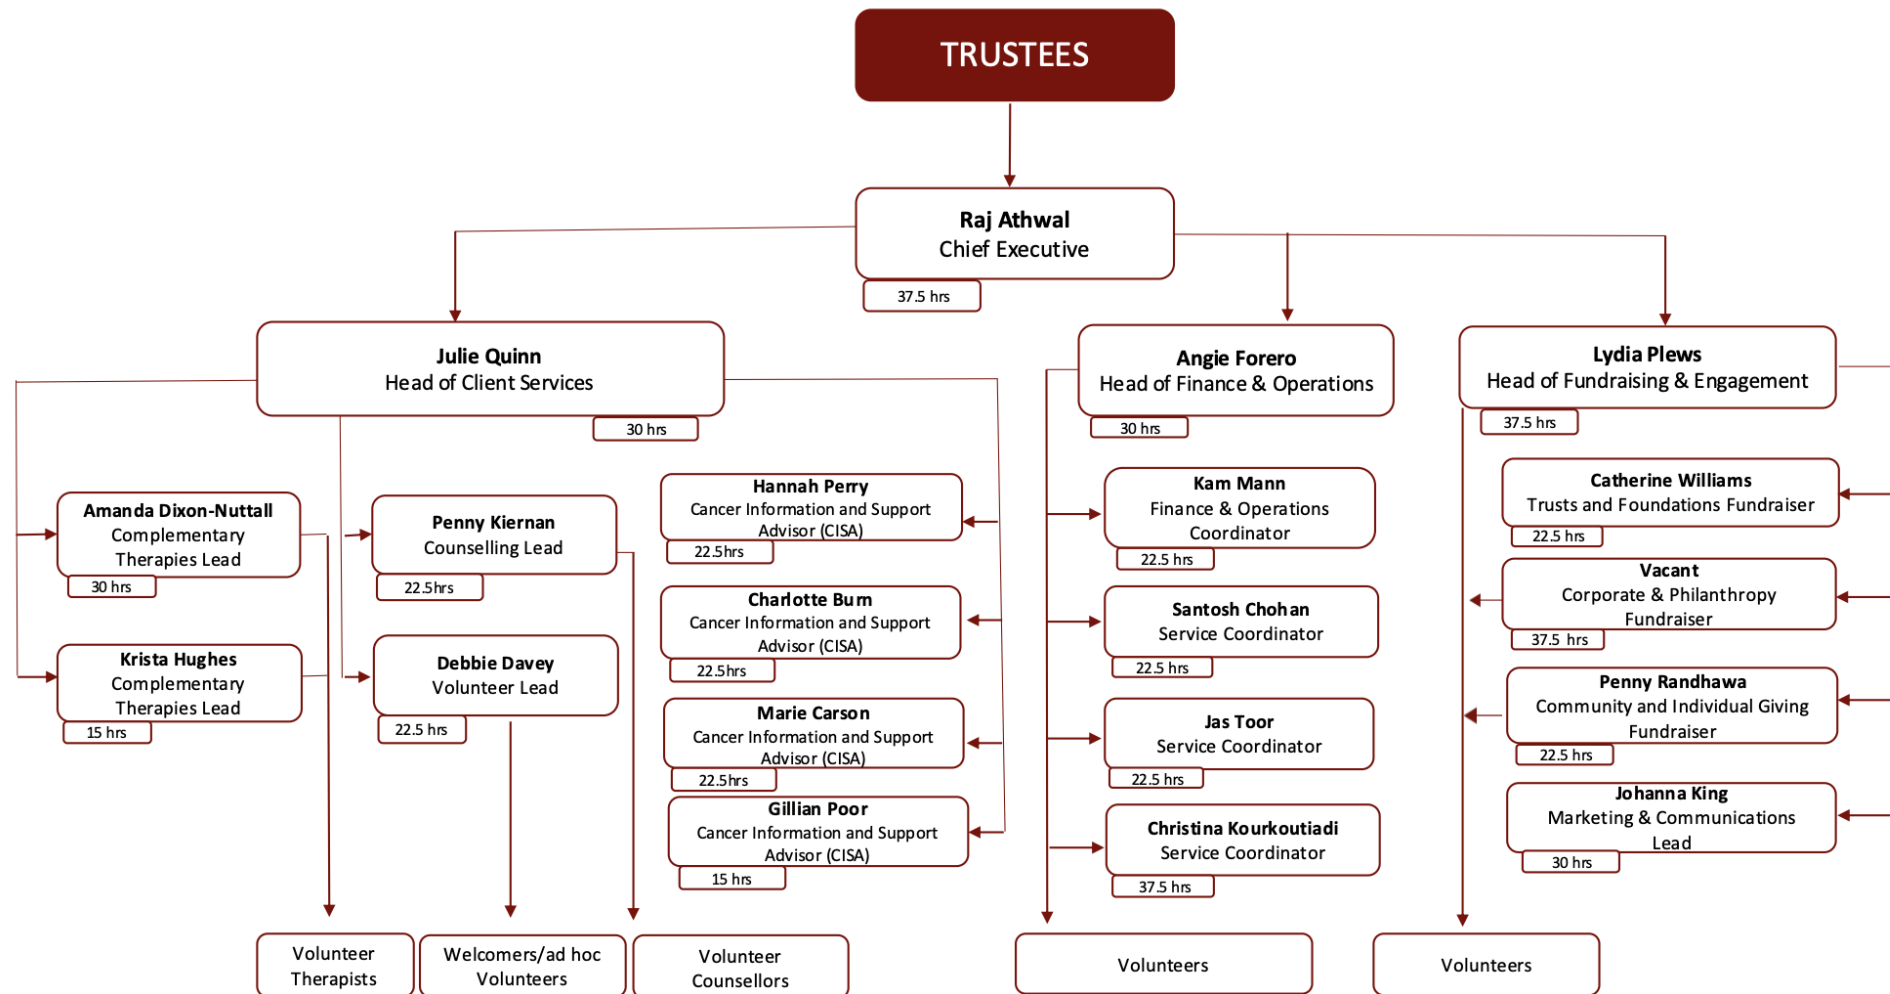 TRUSTEES
Raj Athwal
Chief Executive
37.5 hrs
Julie Quinn
Head of Client Services
30 hrs
Angie Forero
Head of Finance & Operations
30 hrs
Lydia Plews
Head of Fundraising & Engagement
37.5 hrs
Amanda Dixon-Nuttall
Complementary
Therapies Lead
30 hrs
Krista Hughes
Complementary
Therapies Lead
15 hrs
Penny Kiernan
Counselling Lead
22.5hrs
Debbie Davey
Volunteer Lead
22.5 hrs
Hannah Perry
Cancer Information and Support
Advisor (CISA)
22.5hrs
Charlotte Burn
Cancer Information and Support
Advisor (CISA)
22.5hrs
Marie Carson
Cancer Information and Support
Advisor (CISA)
22.5hrs
Gillian Poor
Cancer Information and Support
Advisor (CISA)
15 hrs
Kam Mann
Finance & Operations
Coordinator
22.5 hrs
Santosh Chohan
Service Coordinator
22.5 hrs
Jas Toor
Service Coordinator
22.5 hrs
Christina Kourkoutiadi
Service Coordinator
37.5 hrs
Catherine Williams
Trusts and Foundations Fundraiser
22.5 hrs
Vacant
Corporate & Philanthropy
Fundraiser
37.5 hrs
Penny Randhawa
Community and Individual Giving
Fundraiser
22.5 hrs
Johanna King
Marketing & Communications
Lead
30 hrs
Volunteer
Therapists
Welcomers/ad hoc
Volunteers
Volunteer
Counsellors
Volunteers
Volunteers